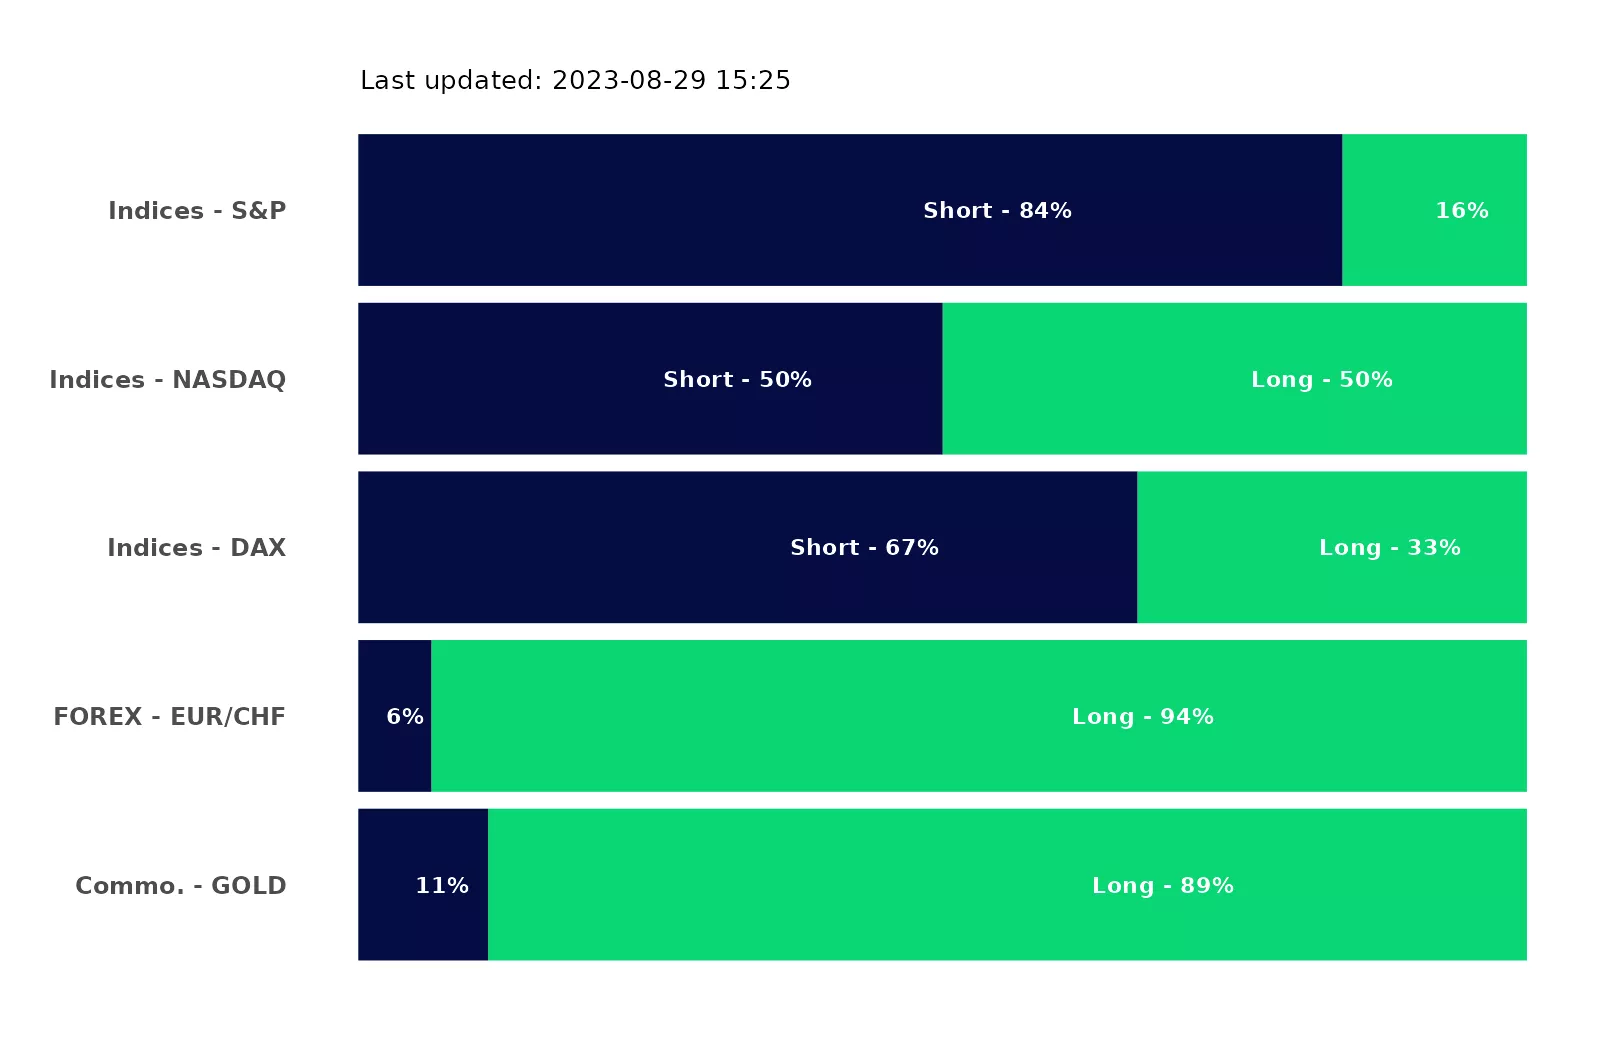 Last updated: 2023-08-29 15:25
Indices - S&P Short - 84% 16%
Indices - NASDAQ Short - 50% Long - 50%
Indices - DAX Short - 67% Long - 33%
FOREX - EUR/CHF 6% Long - 94%
Commo. - GOLD 11% Long - 89%